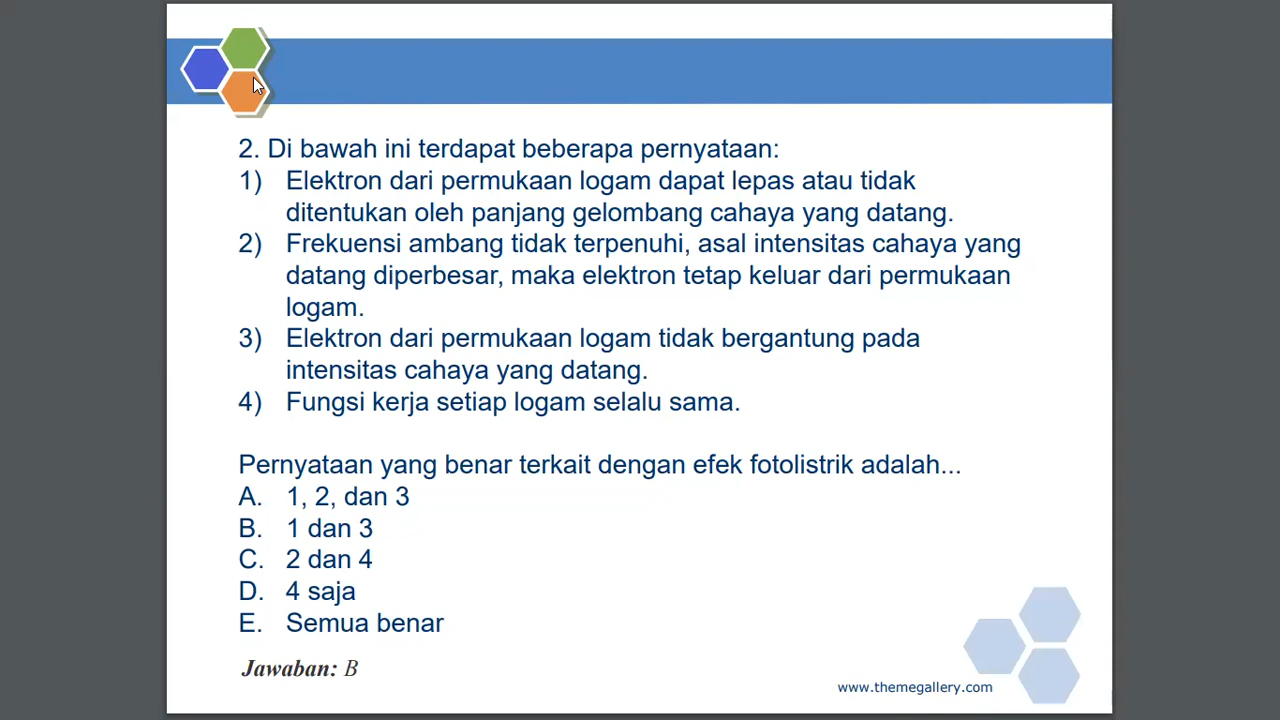 2. Di bawah ini terdapat beberapa pernyataan:
1) Elektron dari permukaan logam dapat lepas atau tidak
ditentukan oleh panjang gelombang cahaya yang datang.
2) Frekuensi ambang tidak terpenuhi, asal intensitas cahaya yang
datang diperbesar, maka elektron tetap keluar dari permukaan
logam.
3) Elektron dari permukaan logam tidak bergantung pada
intensitas cahaya yang datang.
4) Fungsi kerja setiap logam selalu sama.
Pernyataan yang benar terkait dengan efek fotolistrik adalah...
A. 1, 2, dan 3
B. 1 dan 3
C. 2 dan 4
D. 4 saja
E. Semua benar
Jawaban: B
www.themegallery.com